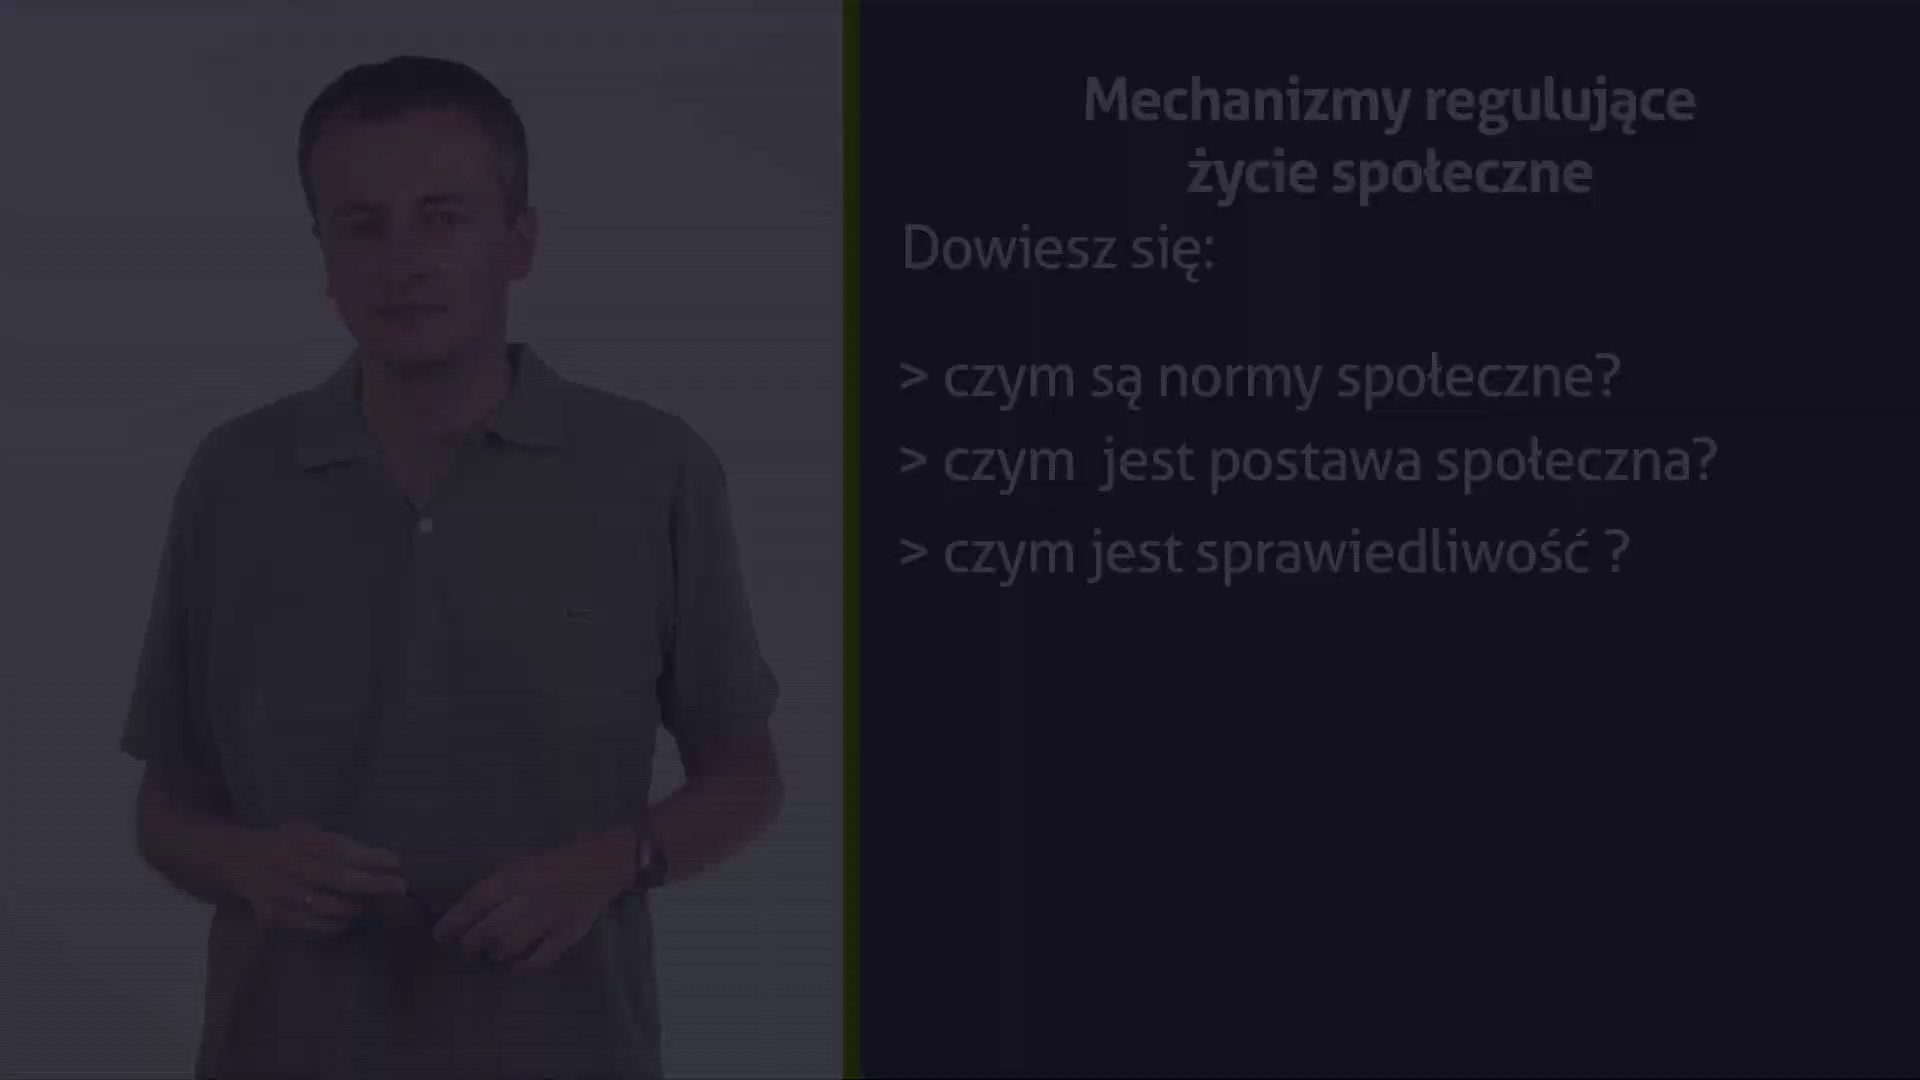 Mechanizmy regulujące
życie społeczne
Dowiesz się:
> czym są normy społeczne?
> czym  jest postawa społeczna?
> czym jest sprawiedliwość ?